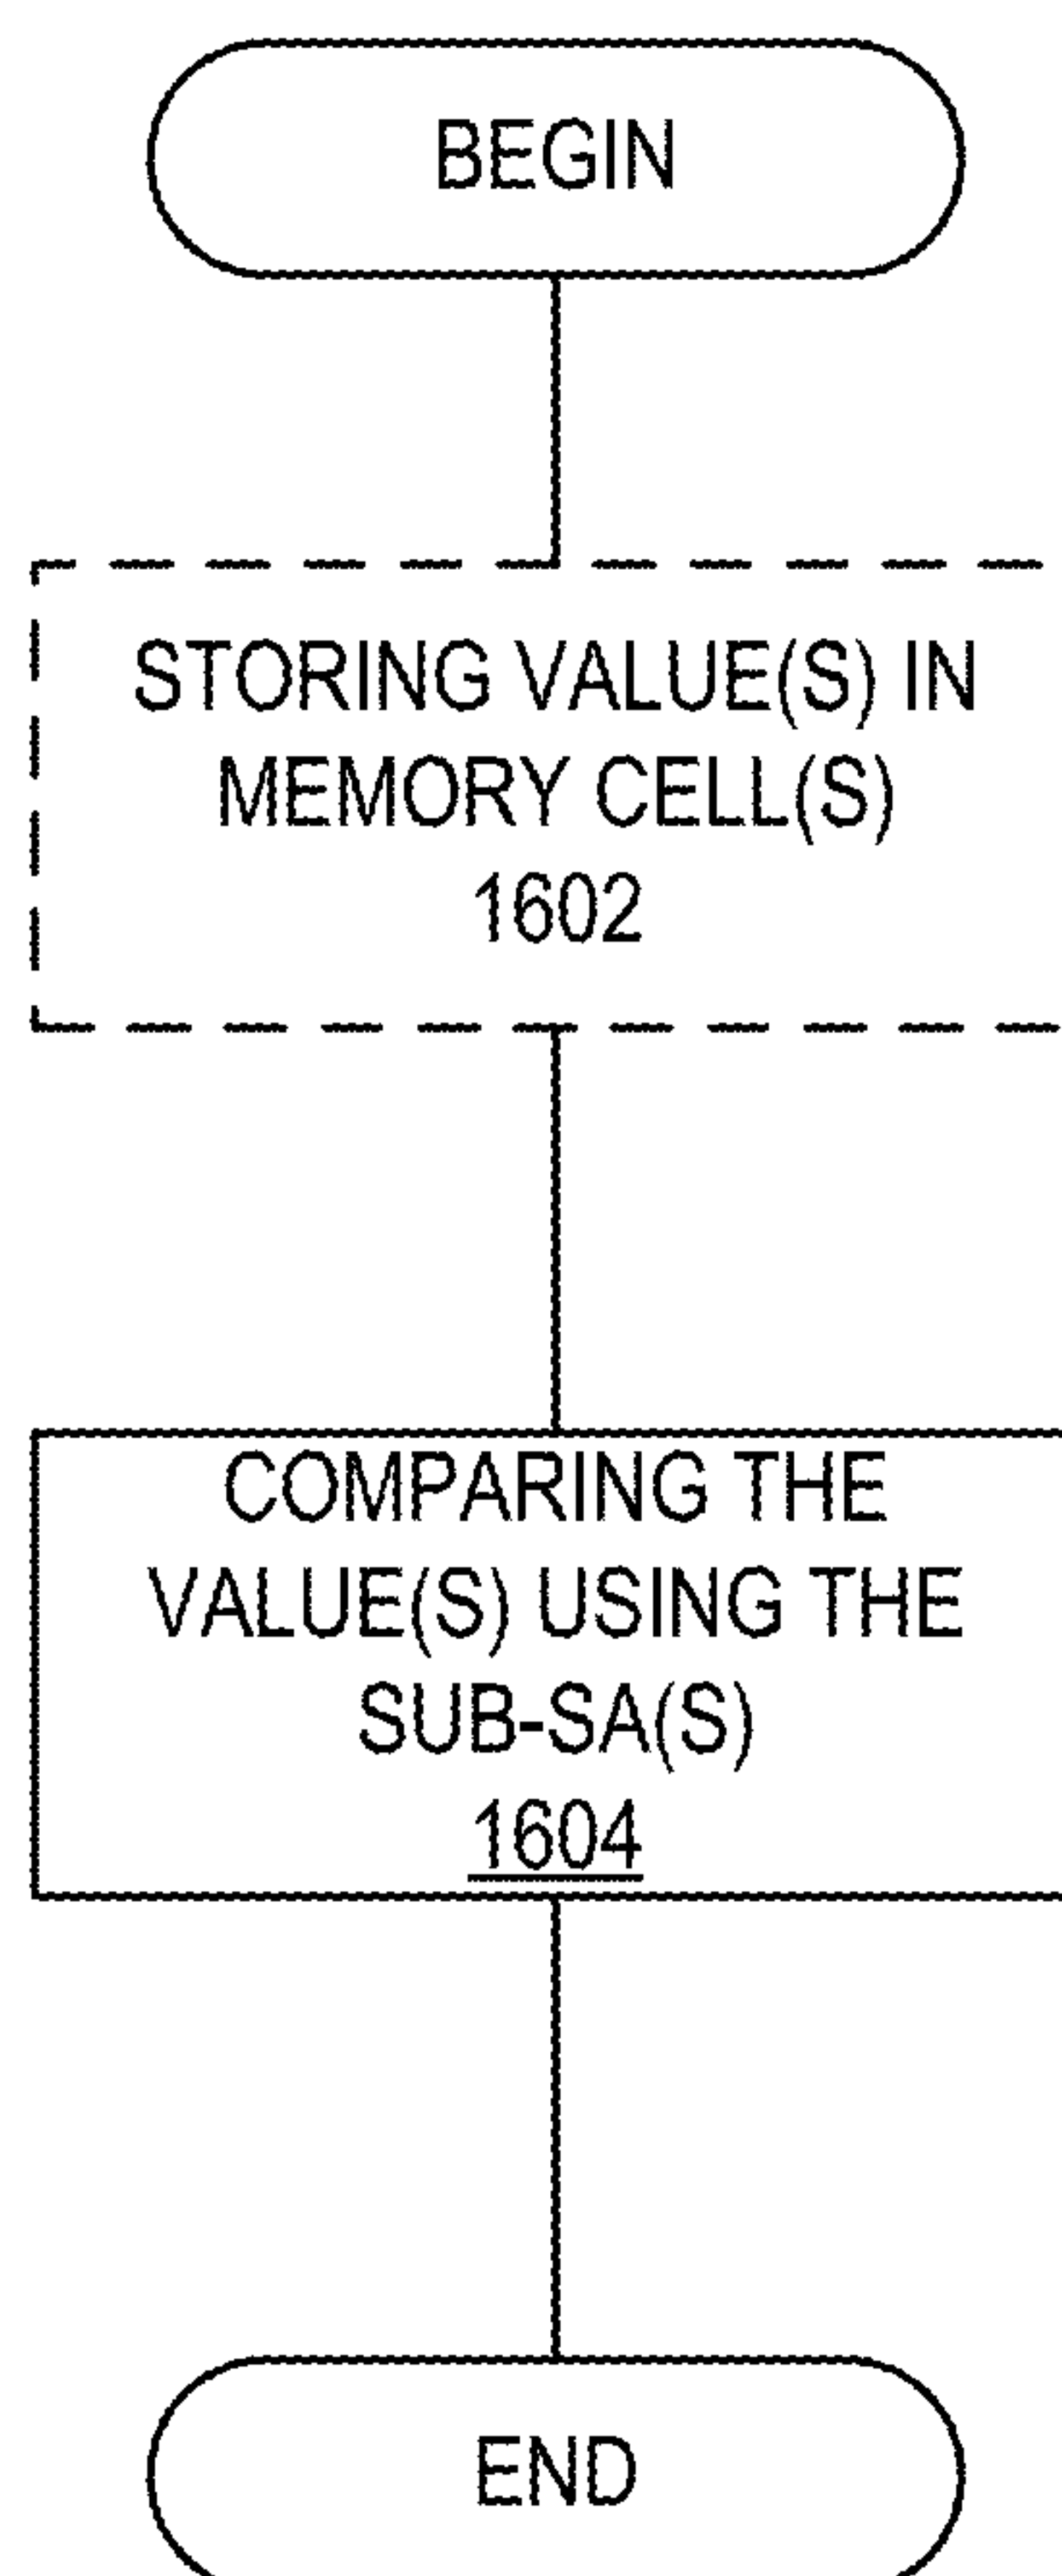 BEGIN
STORING VALUE(S) IN
MEMORY CELL(S)
1602
COMPARING THE
VALUE(S) USING THE
SUB-SA(S)
1604
END